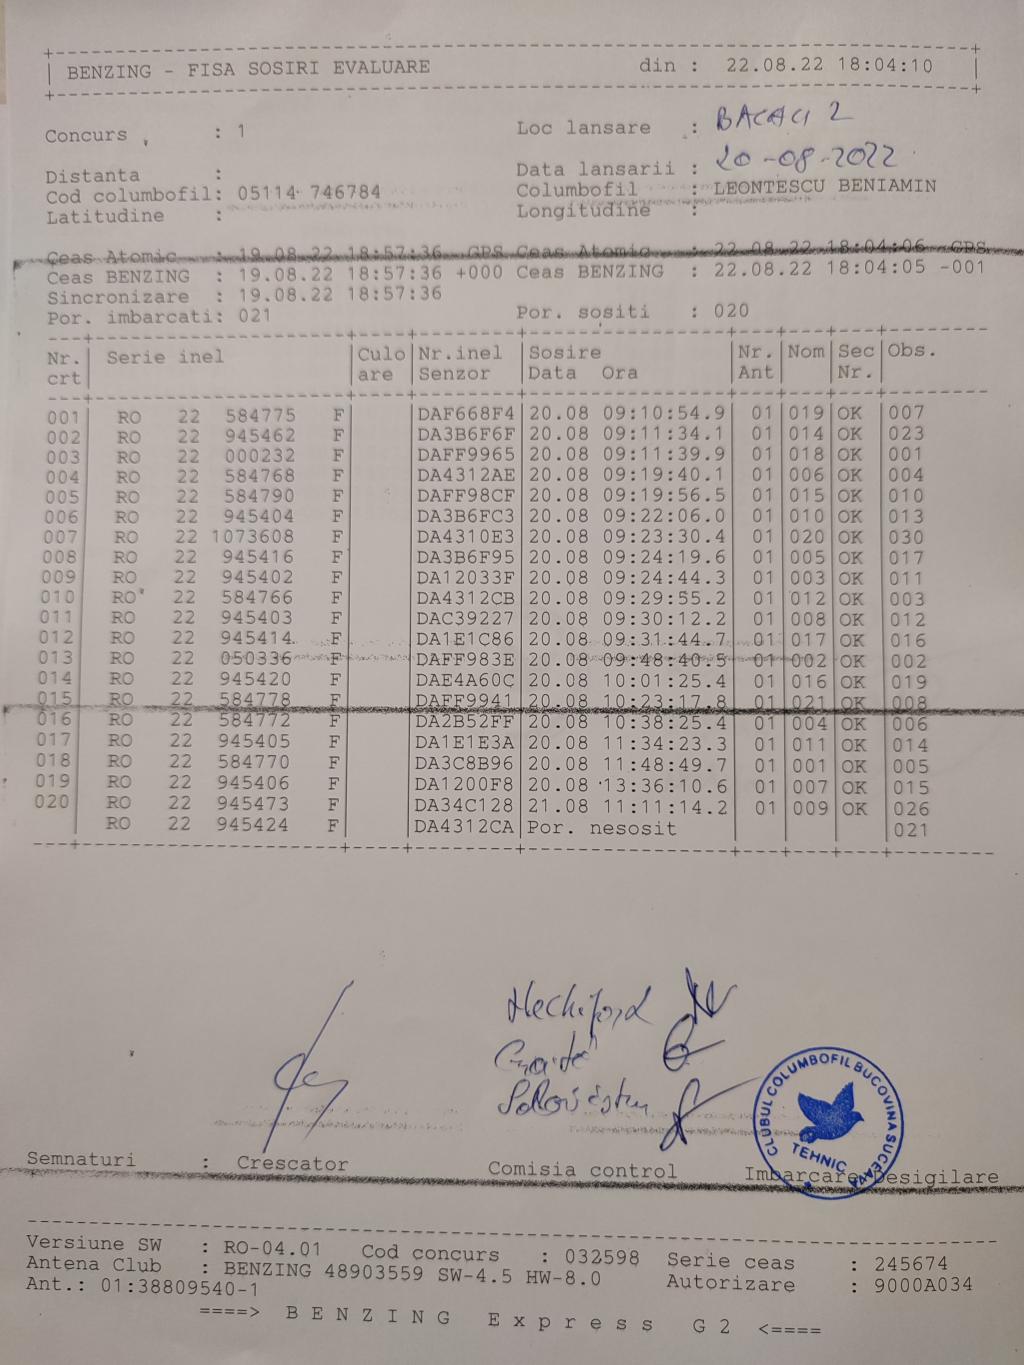 BENZING - FISA SOSIRI EVALUARE din : 22.08.22 18:04:10
Concurs : 1 Loc lansare : BACACI 2
Distanta : Data lansarii : 20-08-2022
Cod columbofil: 05114 746784 Columbofil : LEONTESCU BENIAMIN
Latitudine : Longitudine :
Ceas Atomic : 19.08.22 18:57:36 GPS Ceas Atomic : 22.08.22 18:04:06 GPS
Ceas BENZING : 19.08.22 18:57:36 +000 Ceas BENZING : 22.08.22 18:04:05 -001
Sincronizare : 19.08.22 18:57:36
Por. imbarcati: 021 Por. sositi : 020
Nr. Serie inel Culo Nr.inel Sosire Nr. Nom Sec Obs.
crt are Senzor Data Ora Ant Nr.
001 RO 22 584775 F DAF668F4 20.08 09:10:54.9 01 019 OK 007
002 RO 22 945462 F DA3B6F6F 20.08 09:11:34.1 01 014 OK 023
003 RO 22 000232 F DAFF9965 20.08 09:11:39.9 01 018 OK 001
004 RO 22 584768 F DA4312AE 20.08 09:19:40.1 01 006 OK 004
005 RO 22 584790 F DAFF98CF 20.08 09:19:56.5 01 015 OK 010
006 RO 22 945404 F DA3B6FC3 20.08 09:22:06.0 01 010 OK 013
007 RO 22 1073608 F DA4310E3 20.08 09:23:30.4 01 020 OK 030
008 RO 22 945416 F DA3B6F95 20.08 09:24:19.6 01 005 OK 017
009 RO 22 945402 F DA12033F 20.08 09:24:44.3 01 003 OK 011
010 RO 22 584766 F DA4312CB 20.08 09:29:55.2 01 012 OK 003
011 RO 22 945403 F DAC39227 20.08 09:30:12.2 01 008 OK 012
012 RO 22 945414 F DA1E1C86 20.08 09:31:44.7 01 017 OK 016
013 RO 22 050336 F DAFF983E 20.08 09:48:40.5 01 002 OK 002
014 RO 22 945420 F DAE4A60C 20.08 10:01:25.4 01 016 OK 019
015 RO 22 584778 F DAFF9941 20.08 10:23:17.8 01 021 OK 008
016 RO 22 584772 F DA2B52FF 20.08 10:38:25.4 01 004 OK 006
017 RO 22 945405 F DA1E1E3A 20.08 11:34:23.3 01 011 OK 014
018 RO 22 584770 F DA3C8B96 20.08 11:48:49.7 01 001 OK 005
019 RO 22 945406 F DA1200F8 20.08 13:36:10.6 01 007 OK 015
020 RO 22 945473 F DA34C128 21.08 11:11:14.2 01 009 OK 026
RO 22 945424 F DA4312CA Por. nesosit 021
CLUBUL COLUMBOFIL BUCOVINA SUCEAVA
TEHNIC
Semnaturi : Crescator Comisia control Imbarcare Desigilare
Versiune SW : RO-04.01 Cod concurs : 032598 Serie ceas : 245674
Antena Club : BENZING 48903559 SW-4.5 HW-8.0 Autorizare : 9000A034
Ant.: 01:38809540-1
====> BENZING Express G2 <====